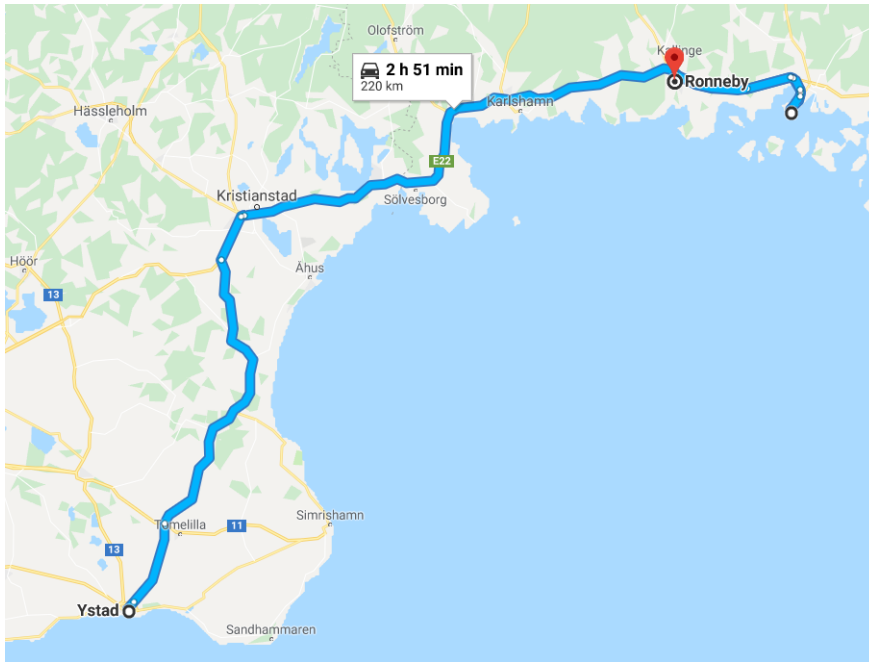 Olofström
2 h 51 min
220 km
Kallinge
Ronneby
Karlshamn
Hässleholm
E22
Kristianstad
Sölvesborg
Höör
Åhus
13
Simrishamn
Tomelilla
11
13
Ystad
Sandhammaren